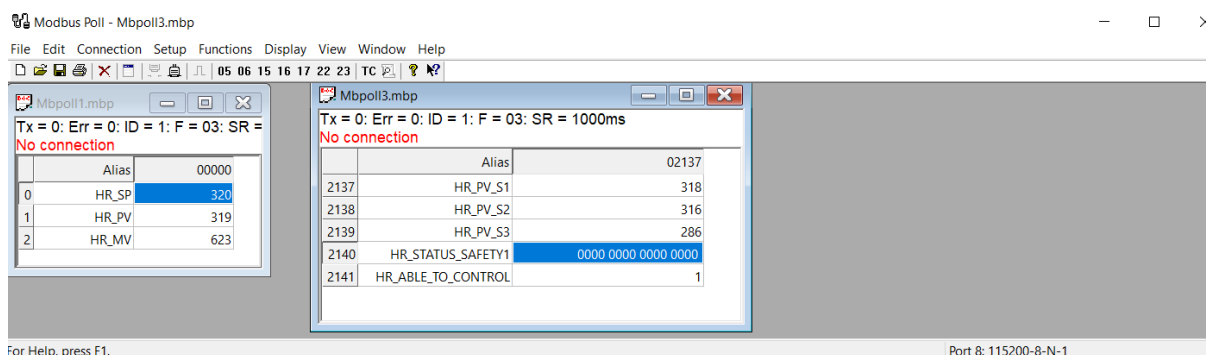 Modbus Poll - Mbpoll3.mbp
File Edit Connection Setup Functions Display View Window Help
05 06 15 16 17 22 23 TC
Mbpoll1.mbp
Tx = 0: Err = 0: ID = 1: F = 03: SR =
No connection
Alias 00000
0 HR_SP 320
1 HR_PV 319
2 HR_MV 623
Mbpoll3.mbp
Tx = 0: Err = 0: ID = 1: F = 03: SR = 1000ms
No connection
Alias 02137
2137 HR_PV_S1 318
2138 HR_PV_S2 316
2139 HR_PV_S3 286
2140 HR_STATUS_SAFETY1 0000 0000 0000 0000
2141 HR_ABLE_TO_CONTROL 1
For Help, press F1. Port 8: 115200-8-N-1